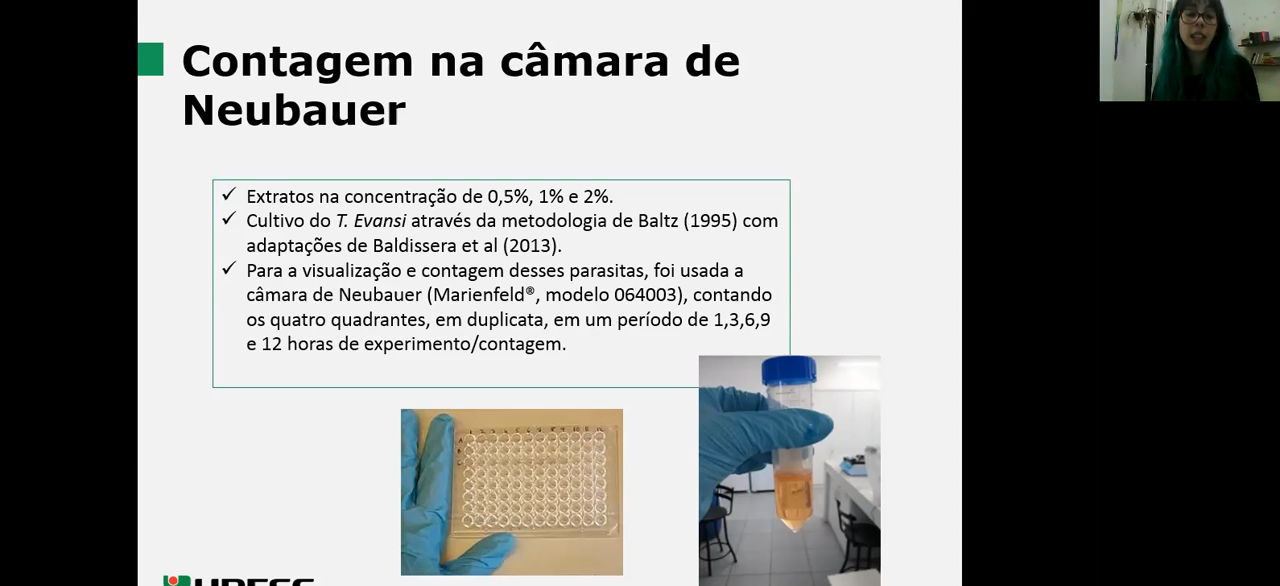 Contagem na câmara de
Neubauer
Extratos na concentração de 0,5%, 1% e 2%.
Cultivo do T. Evansi através da metodologia de Baltz (1995) com
adaptações de Baldissera et al (2013).
Para a visualização e contagem desses parasitas, foi usada a
câmara de Neubauer (Marienfeld®, modelo 064003), contando
os quatro quadrantes, em duplicata, em um período de 1,3,6,9
e 12 horas de experimento/contagem.